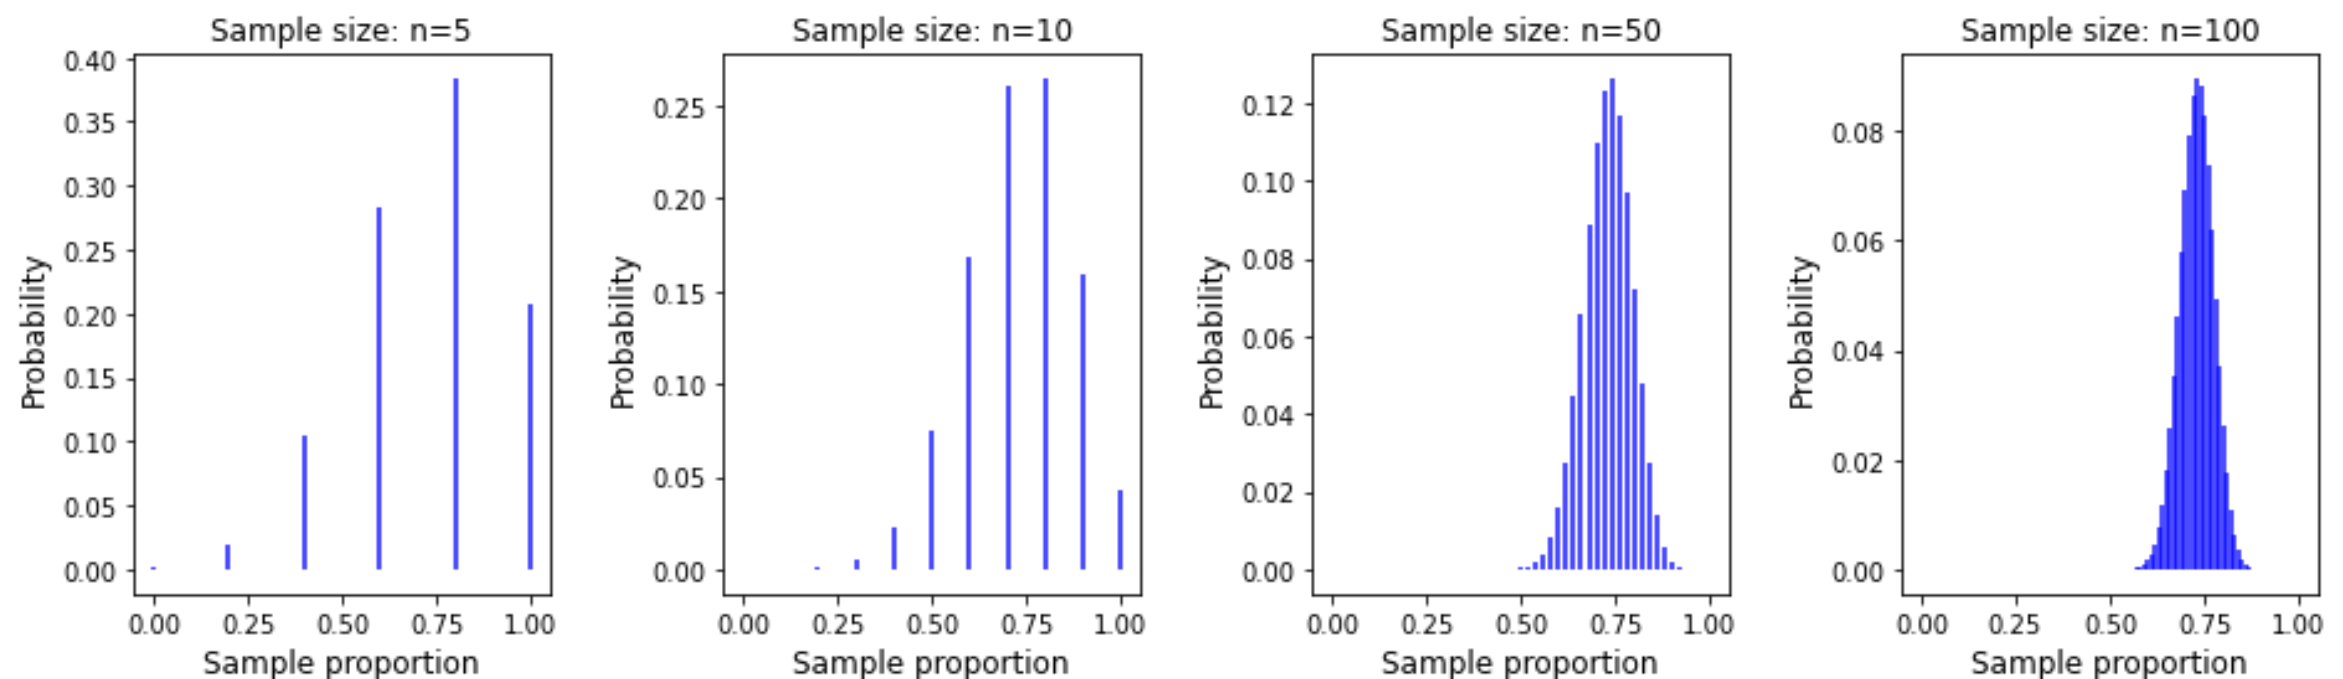 Sample size: n=5
0.40
0.35
0.30
0.25
0.20
0.15
0.10
0.05
0.00
Probability
0.00 0.25 0.50 0.75 1.00
Sample proportion
Sample size: n=10
0.25
0.20
0.15
0.10
0.05
0.00
Probability
0.00 0.25 0.50 0.75 1.00
Sample proportion
Sample size: n=50
0.12
0.10
0.08
0.06
0.04
0.02
0.00
Probability
0.00 0.25 0.50 0.75 1.00
Sample proportion
Sample size: n=100
0.08
0.06
0.04
0.02
0.00
Probability
0.00 0.25 0.50 0.75 1.00
Sample proportion